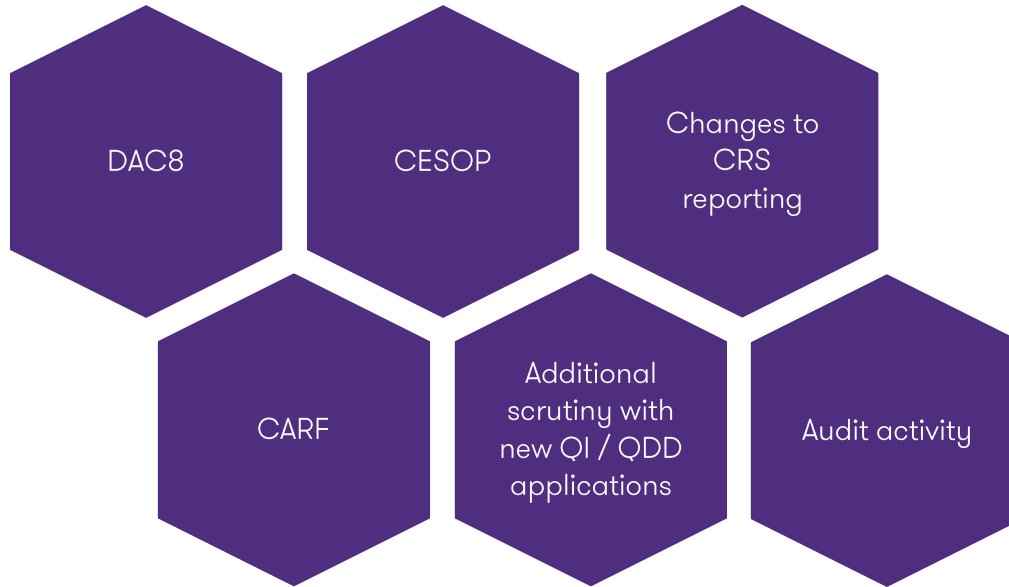 DAC8
CESOP
Changes to
CRS
reporting
CARF
Additional
scrutiny with
new QI / QDD
applications
Audit activity